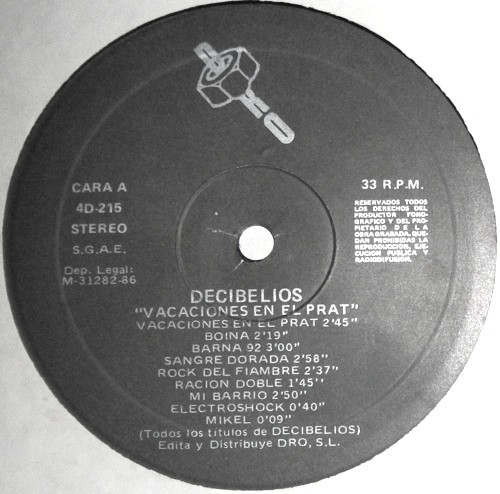 DRO
CARA A
4D-215
STEREO
S.G.A.E.
Dep. Legal:
M-31282-86
33 R.P.M.
RESERVADOS TODOS
LOS DERECHOS DEL
PRODUCTOR FONO-
GRAFICO Y DEL PRO-
PIETARIO DE LA
OBRA GRABADA, QUE-
DAN PROHIBIDAS LA
REPRODUCCION, EJE-
CUCION PUBLICA Y
RADIODIFUSION.
DECIBELIOS
"VACACIONES EN EL PRAT"
VACACIONES EN EL PRAT 2'45"
BOINA 2'19"
BARNA 92 3'00"
SANGRE DORADA 2'58"
ROCK DEL FIAMBRE 2'37"
RACION DOBLE 1'45"
MI BARRIO 2'50"
ELECTROSHOCK 0'40"
MIKEL 0'09"
(Todos los títulos de DECIBELIOS)
Edita y Distribuye DRO, S.L.